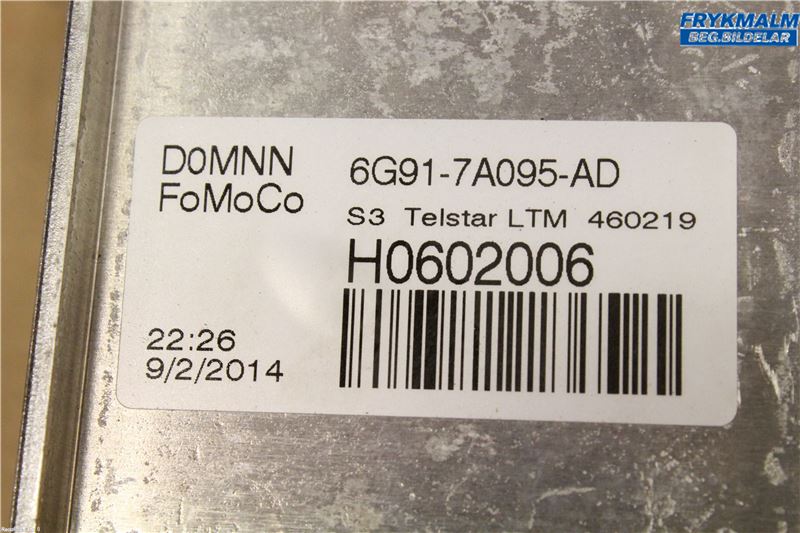 FRYKMALM
BEG.BILDELAR
D0MNN 6G91-7A095-AD
FoMoCo
S3 Telstar LTM 460219
H0602006
22:26
9/2/2014